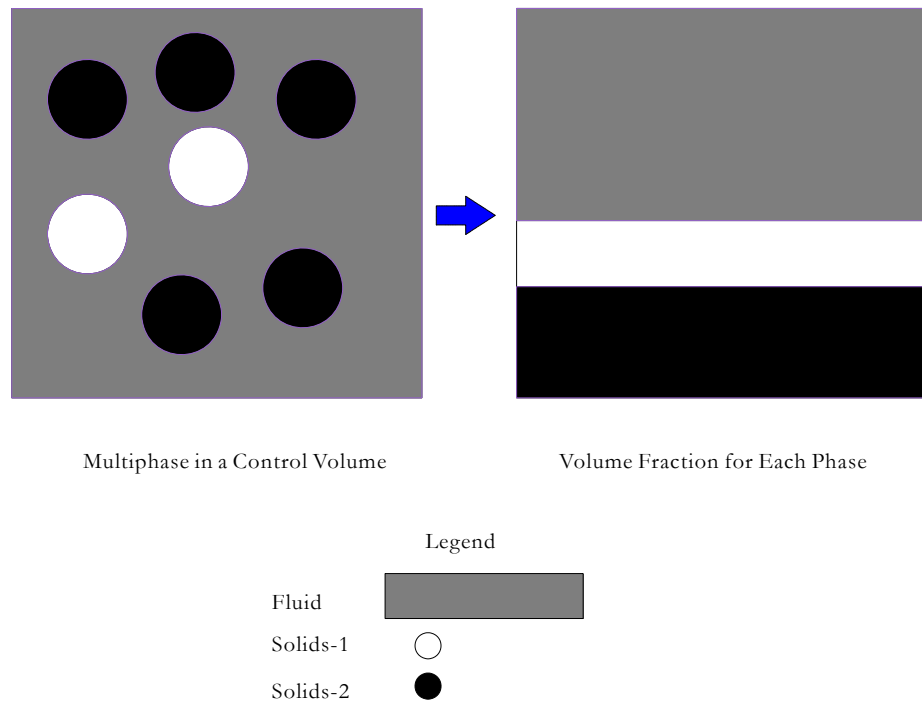 Multiphase in a Control Volume
Volume Fraction for Each Phase
Legend
Fluid
Solids-1
Solids-2